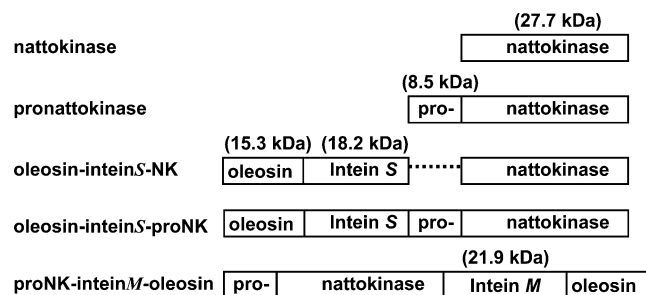 (27.7 kDa)
nattokinase nattokinase
(8.5 kDa)
pronattokinase pro- nattokinase
(15.3 kDa) (18.2 kDa)
oleosin-inteinS-NK oleosin Intein S nattokinase
oleosin-inteinS-proNK oleosin Intein S pro- nattokinase
(21.9 kDa)
proNK-inteinM-oleosin pro- nattokinase Intein M oleosin